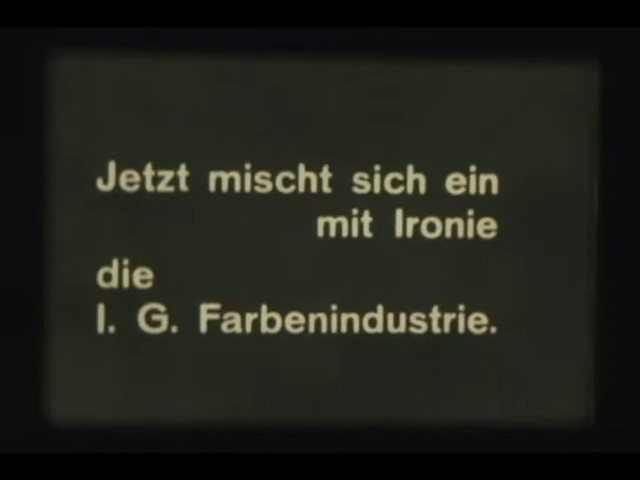 Jetzt mischt sich ein
mit Ironie
die
I. G. Farbenindustrie.